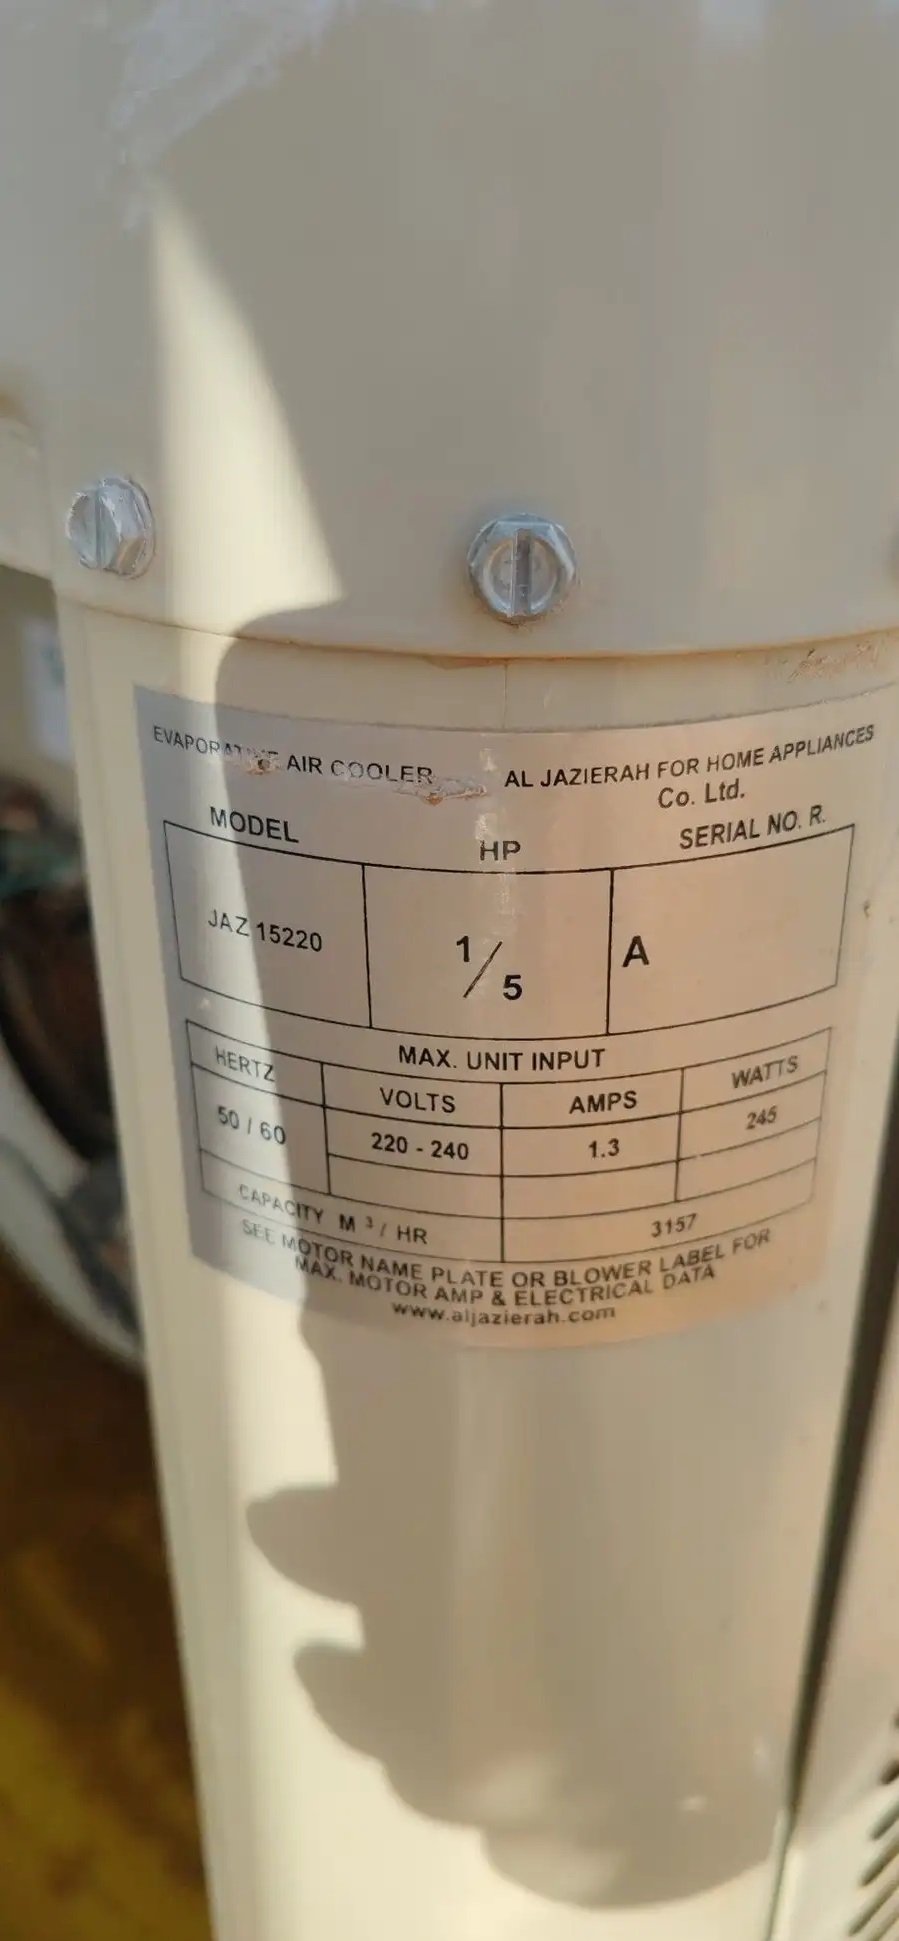 EVAPORATIVE AIR COOLER
AL JAZIERAH FOR HOME APPLIANCES
Co. Ltd.
MODEL HP SERIAL NO. R.
JAZ 15220 1/5 A
HERTZ MAX. UNIT INPUT
VOLTS AMPS WATTS
50 / 60 220 - 240 1.3 245
CAPACITY M³ / HR 3157
SEE MOTOR NAME PLATE OR BLOWER LABEL FOR
MAX. MOTOR AMP & ELECTRICAL DATA
www.aljazierah.com